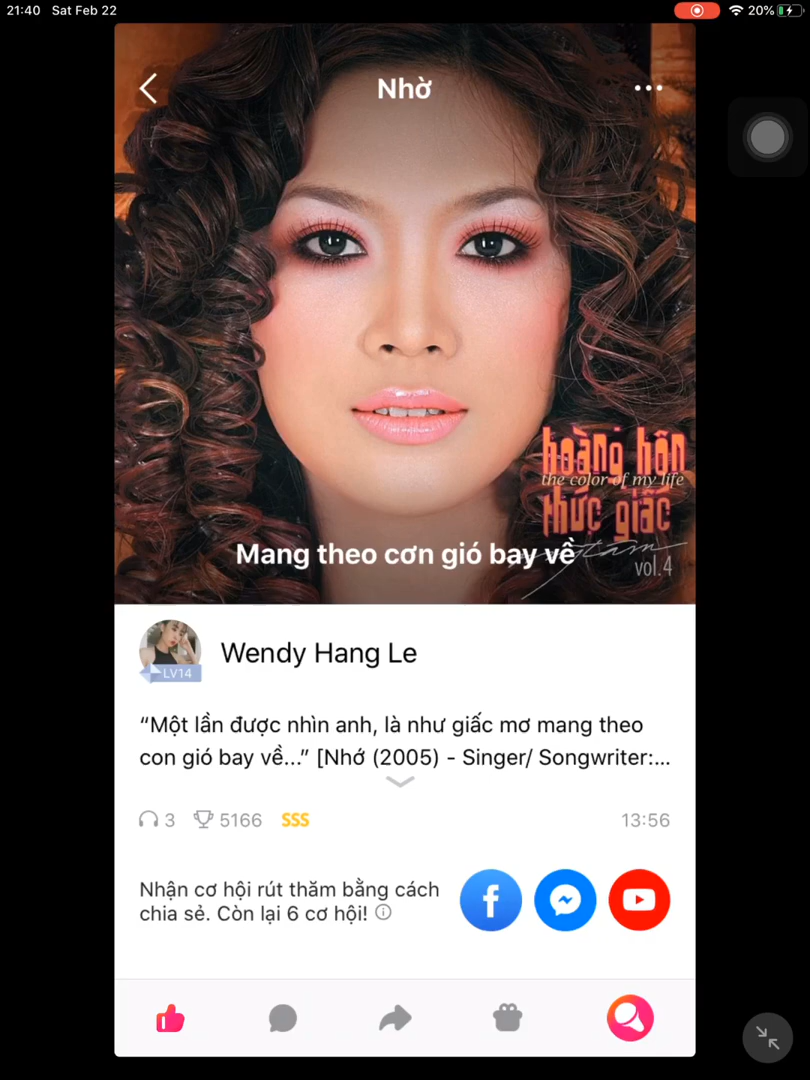 21:40 Sat Feb 22
20%
Nhờ
hoàng hôn
the color of my life
thức giấc
vol.4
Mang theo cơn gió bay về
LV14
Wendy Hang Le
“Một lần được nhìn anh, là như giấc mơ mang theo
con gió bay về...” [Nhớ (2005) - Singer/ Songwriter:...
3 5166 SSS 13:56
Nhận cơ hội rút thăm bằng cách
chia sẻ. Còn lại 6 cơ hội!